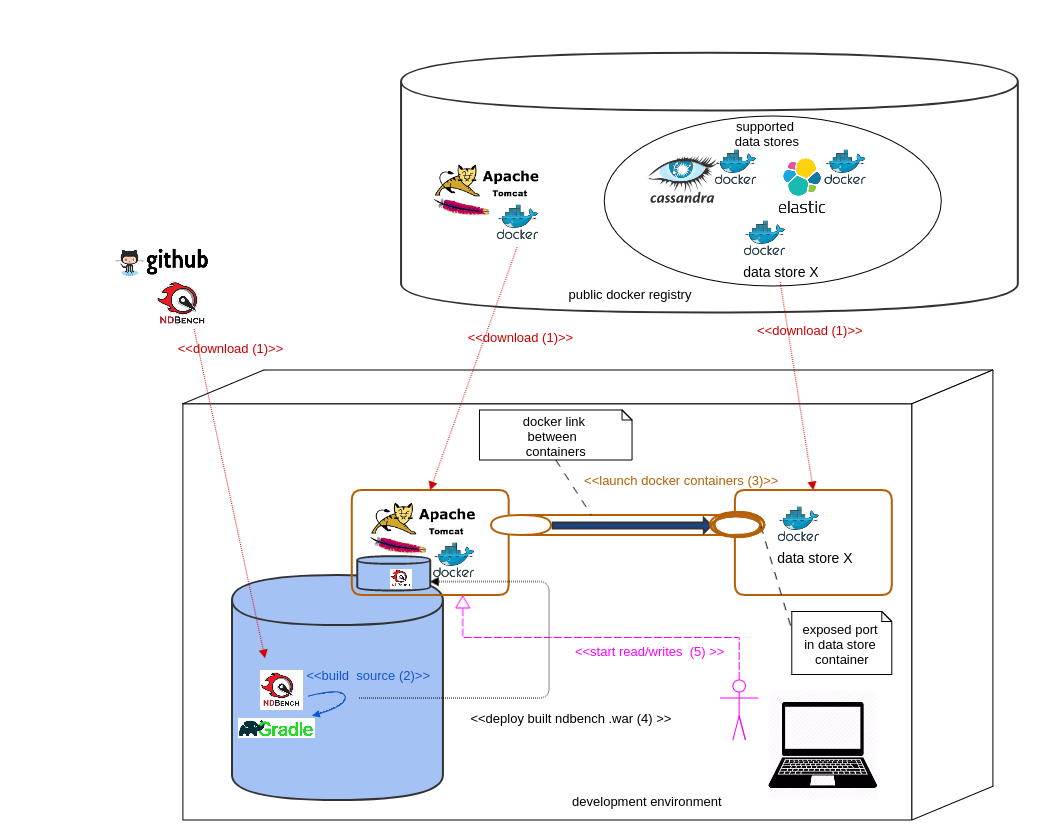 supported
data stores
Apache
Tomcat
docker
cassandra
docker
elastic
docker
docker
data store X
public docker registry
github
NDBENCH
<<download (1)>>
<<download (1)>>
<<download (1)>>
docker link
between
containers
<<launch docker containers (3)>>
Apache
Tomcat
docker
docker
data store X
exposed port
in data store
container
<<start read/writes  (5) >>
<<build  source (2)>>
NDBENCH
Gradle
<<deploy built ndbench .war (4) >>
development environment